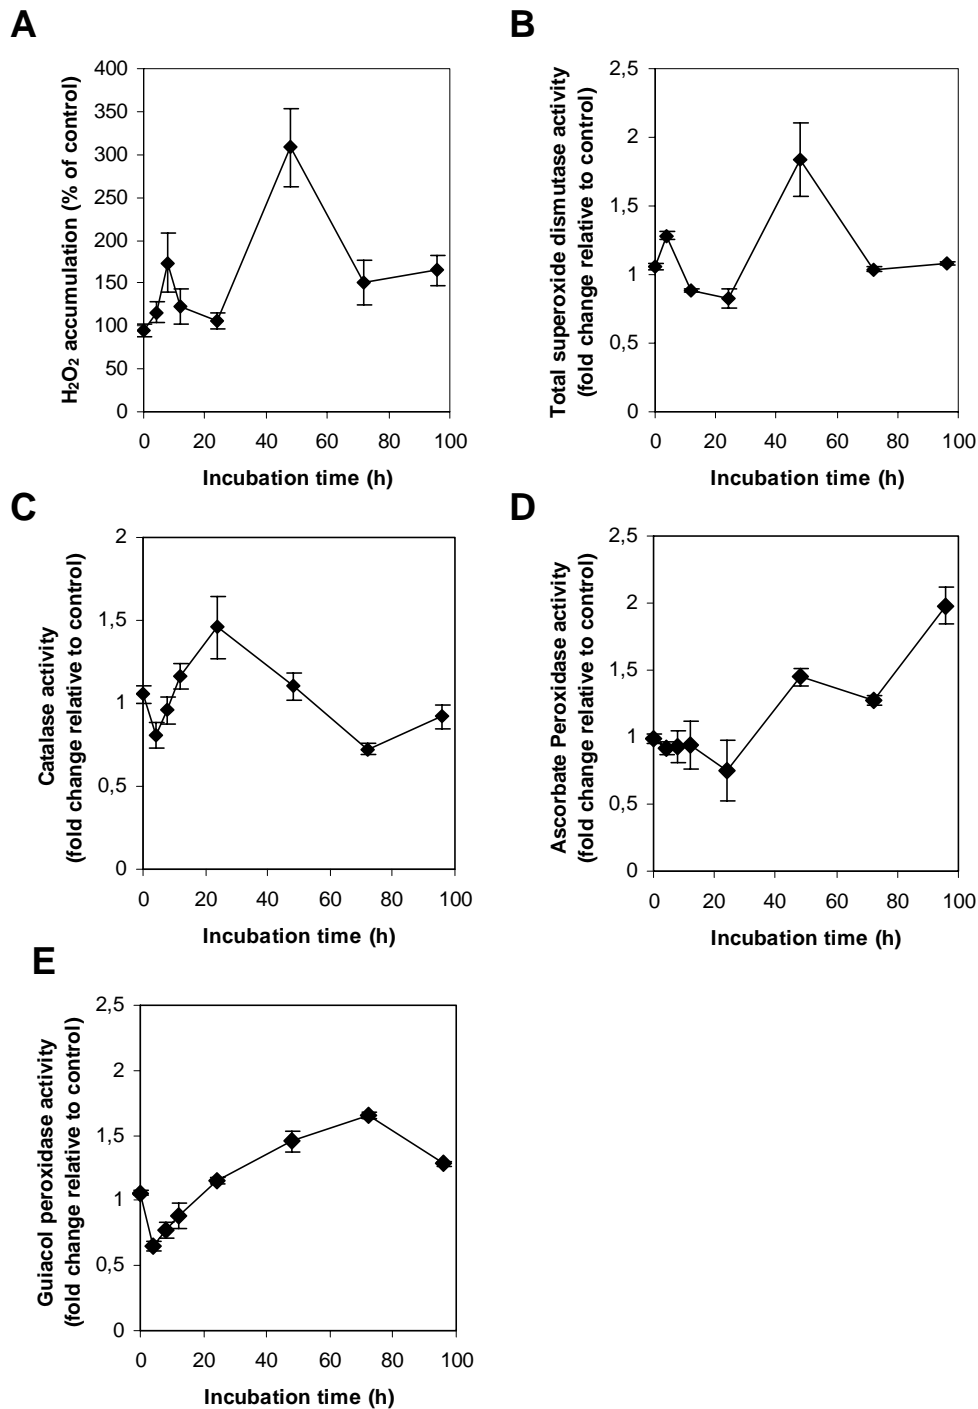 A
H₂O₂ accumulation (% of control)
400
350
300
250
200
150
100
50
0
0 20 40 60 80 100
Incubation time (h)
B
Total superoxide dismutase activity
(fold change relative to control)
2,5
2
1,5
1
0,5
0
0 20 40 60 80 100
Incubation time (h)
C
Catalase activity
(fold change relative to control)
2
1,5
1
0,5
0
0 20 40 60 80 100
Incubation time (h)
D
Ascorbate Peroxidase activity
(fold change relative to control)
2,5
2
1,5
1
0,5
0
0 20 40 60 80 100
Incubation time (h)
E
Guiacol peroxidase activity
(fold change relative to control)
2,5
2
1,5
1
0,5
0
0 20 40 60 80 100
Incubation time (h)